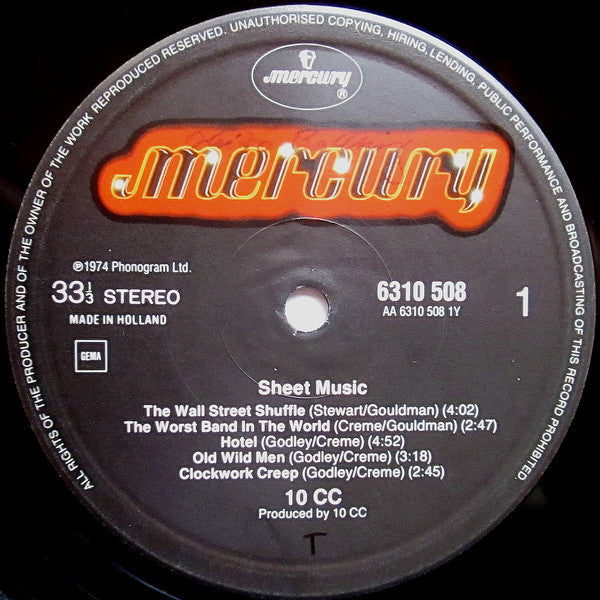 ALL RIGHTS OF THE PRODUCER AND OF THE OWNER OF THE WORK REPRODUCED RESERVED. UNAUTHORISED COPYING, HIRING, LENDING, PUBLIC PERFORMANCE AND BROADCASTING OF THIS RECORD PROHIBITED.
mercury
®
mercury
℗1974 Phonogram Ltd.
33⅓ STEREO
MADE IN HOLLAND
GEMA
6310 508
AA 6310 508 1Y
1
Sheet Music
The Wall Street Shuffle (Stewart/Gouldman) (4:02)
The Worst Band In The World (Creme/Gouldman) (2:47)
Hotel (Godley/Creme) (4:52)
Old Wild Men (Godley/Creme) (3:18)
Clockwork Creep (Godley/Creme) (2:45)
10 CC
Produced by 10 CC
T